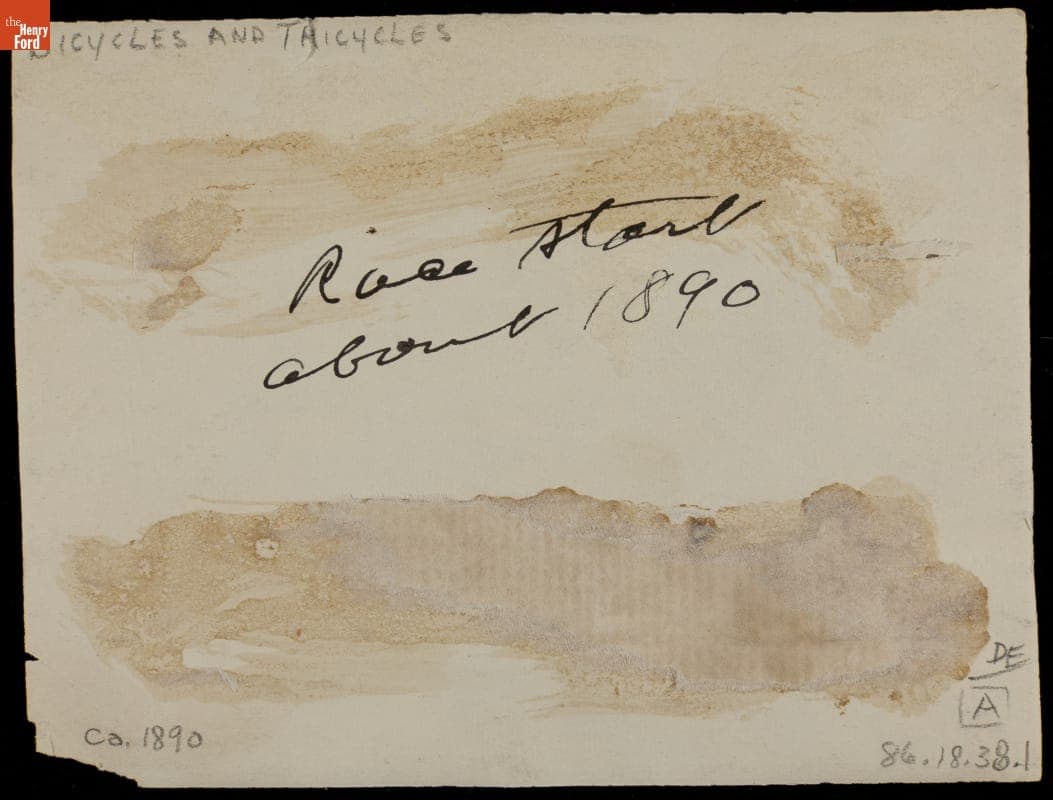 the
Henry
Ford
BICYCLES AND TRICYCLES
Race start
about 1890
DE
A
Ca. 1890
86.18.38.1